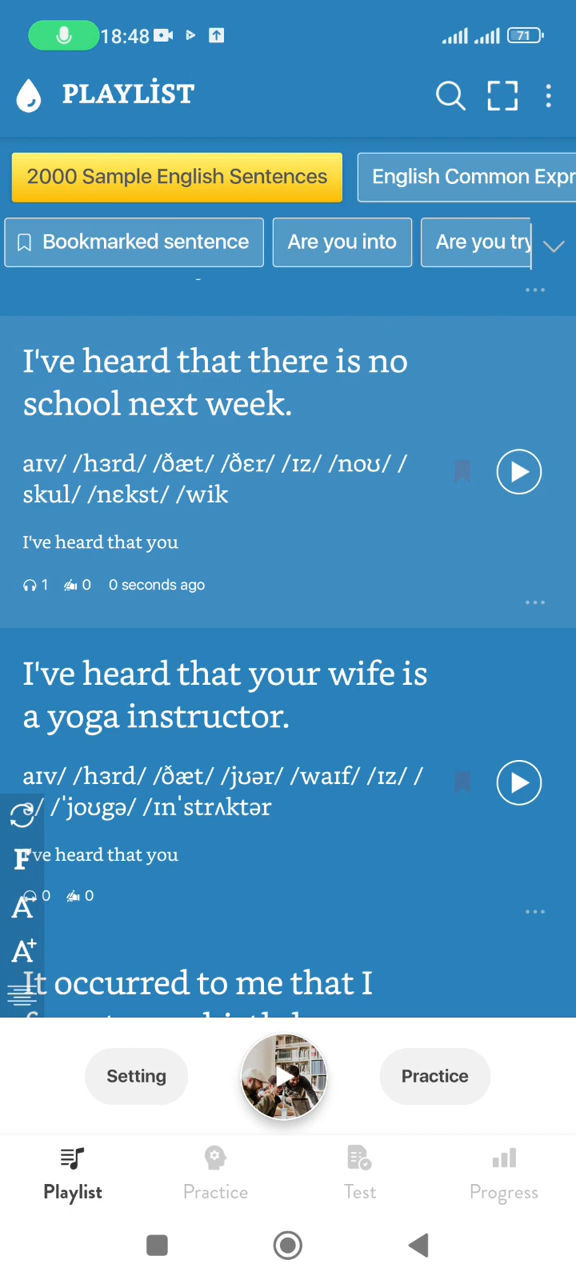 18:48
71
PLAYLİST
2000 Sample English Sentences
English Common Expr
Bookmarked sentence
Are you into
Are you try
I've heard that there is no
school next week.
aɪv/ /hɜrd/ /ðæt/ /ðɛr/ /ɪz/ /noʊ/ /
skul/ /nɛkst/ /wik
I've heard that you
1
0
0 seconds ago
I've heard that your wife is
a yoga instructor.
aɪv/ /hɜrd/ /ðæt/ /jʊər/ /waɪf/ /ɪz/ /
ə/ /ˈjoʊgə/ /ɪnˈstrʌktər
F
I've heard that you
0
0
A
A+
It occurred to me that I
Setting
Practice
Playlist
Practice
Test
Progress